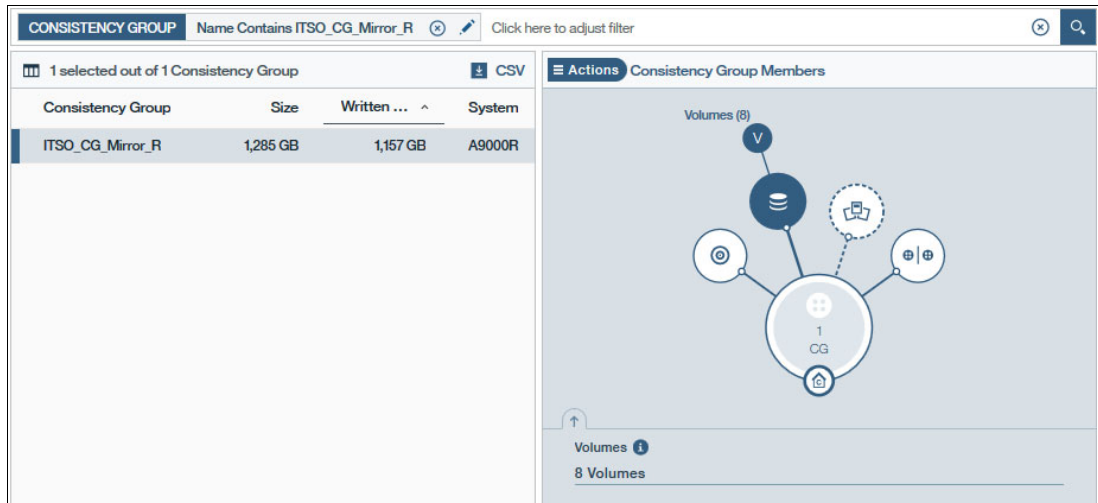 CONSISTENCY GROUP Name Contains ITSO_CG_Mirror_R Click here to adjust filter
1 selected out of 1 Consistency Group CSV
Consistency Group Size Written ... System
ITSO_CG_Mirror_R 1,285 GB 1,157 GB A9000R
Actions Consistency Group Members
Volumes (8)
V
1
CG
C
Volumes
8 Volumes